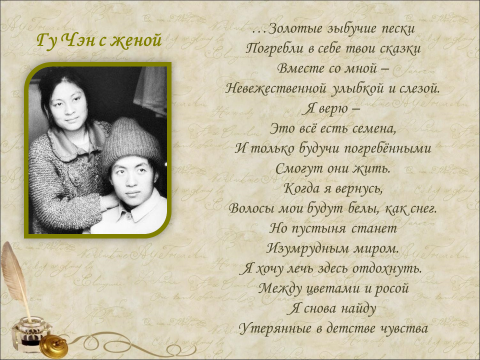 Гу Чэн с женой
…Золотые зыбучие пески
Погребли в себе твои сказки
Вместе со мной –
Невежественной улыбкой и слезой.
Я верю –
Это всё есть семена,
И только будучи погребёнными
Смогут они жить.
Когда я вернусь,
Волосы мои будут белы, как снег.
Но пустыня станет
Изумрудным миром.
Я хочу лечь здесь отдохнуть.
Между цветами и росой
Я снова найду
Утерянные в детстве чувства